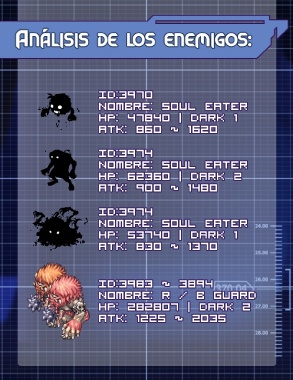 Análisis de los enemigos:
ID:3970
NOMBRE: SOUL EATER
HP: 47840 | DARK 1
ATK: 860 ~ 1620
ID:3974
NOMBRE: SOUL EATER
HP: 62360 | DARK 2
ATK: 900 ~ 1480
ID:3974
NOMBRE: SOUL EATER
HP: 53740 | DARK 1
ATK: 830 ~ 1370
ID:3983 ~ 3894
NOMBRE: R / B GUARD
HP: 282807 | DARK 2
ATK: 1225 ~ 2035